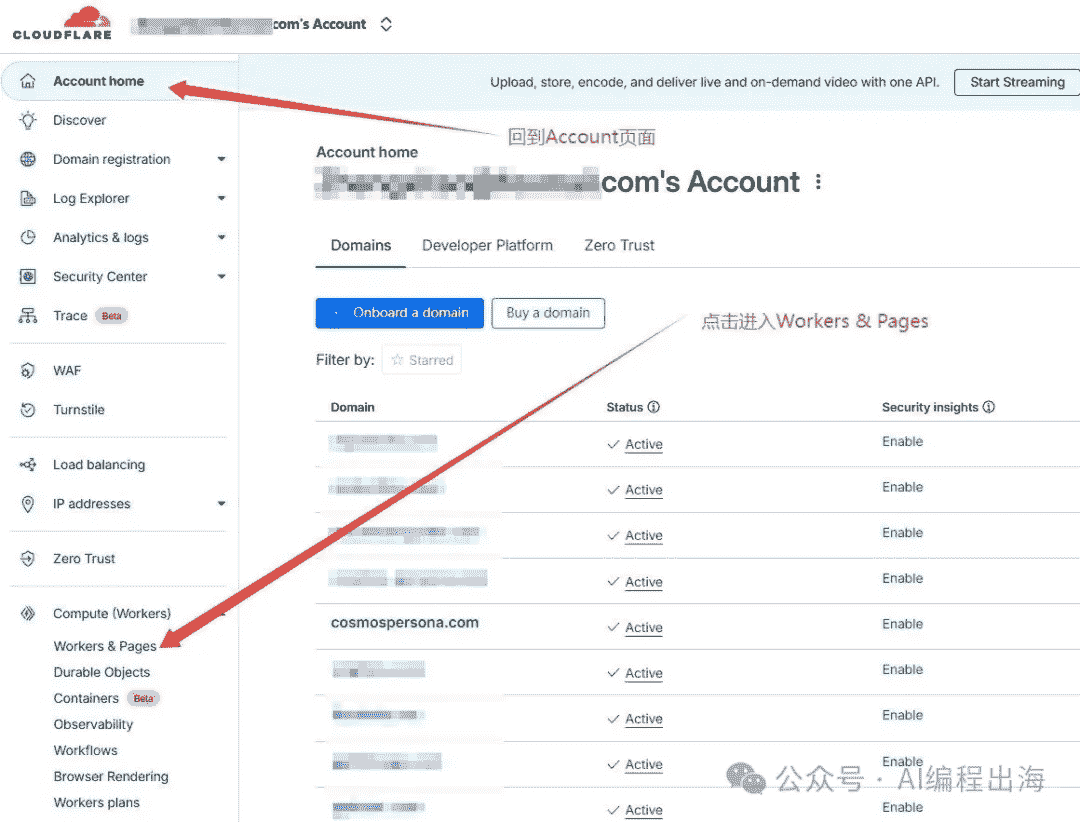 CLOUDFLARE
com's Account
Account home
Upload, store, encode, and deliver live and on-demand video with one API.
Start Streaming
Discover
Domain registration
Log Explorer
Analytics & logs
Security Center
Trace Beta
WAF
Turnstile
Load balancing
IP addresses
Zero Trust
Compute (Workers)
Workers & Pages
Durable Objects
Containers Beta
Observability
Workflows
Browser Rendering
Workers plans
回到Account页面
Account home
com's Account
Domains Developer Platform Zero Trust
Onboard a domain Buy a domain
点击进入Workers & Pages
Filter by: Starred
Domain Status Security insights
Active Enable
Active Enable
Active Enable
Active Enable
cosmospersona.com Active Enable
Active Enable
Active Enable
Active Enable
Active Enable
公众号 · AI编程出海